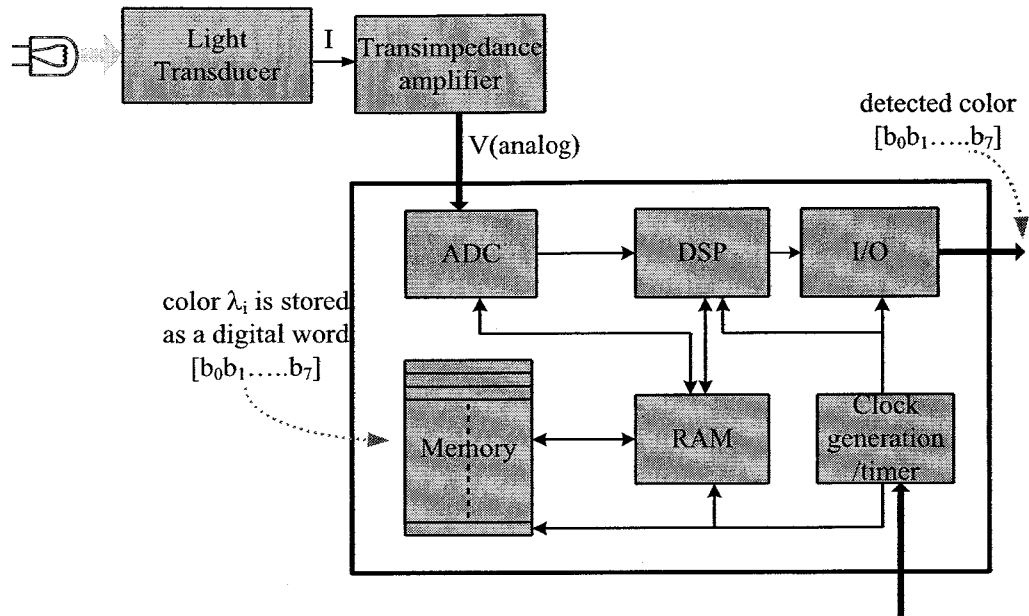 Light
Transducer
I
Transimpedance
amplifier
detected color
[b₀b₁…..b₇]
V(analog)
ADC
DSP
I/O
color λᵢ is stored
as a digital word
[b₀b₁…..b₇]
Memory
RAM
Clock
generation
/timer